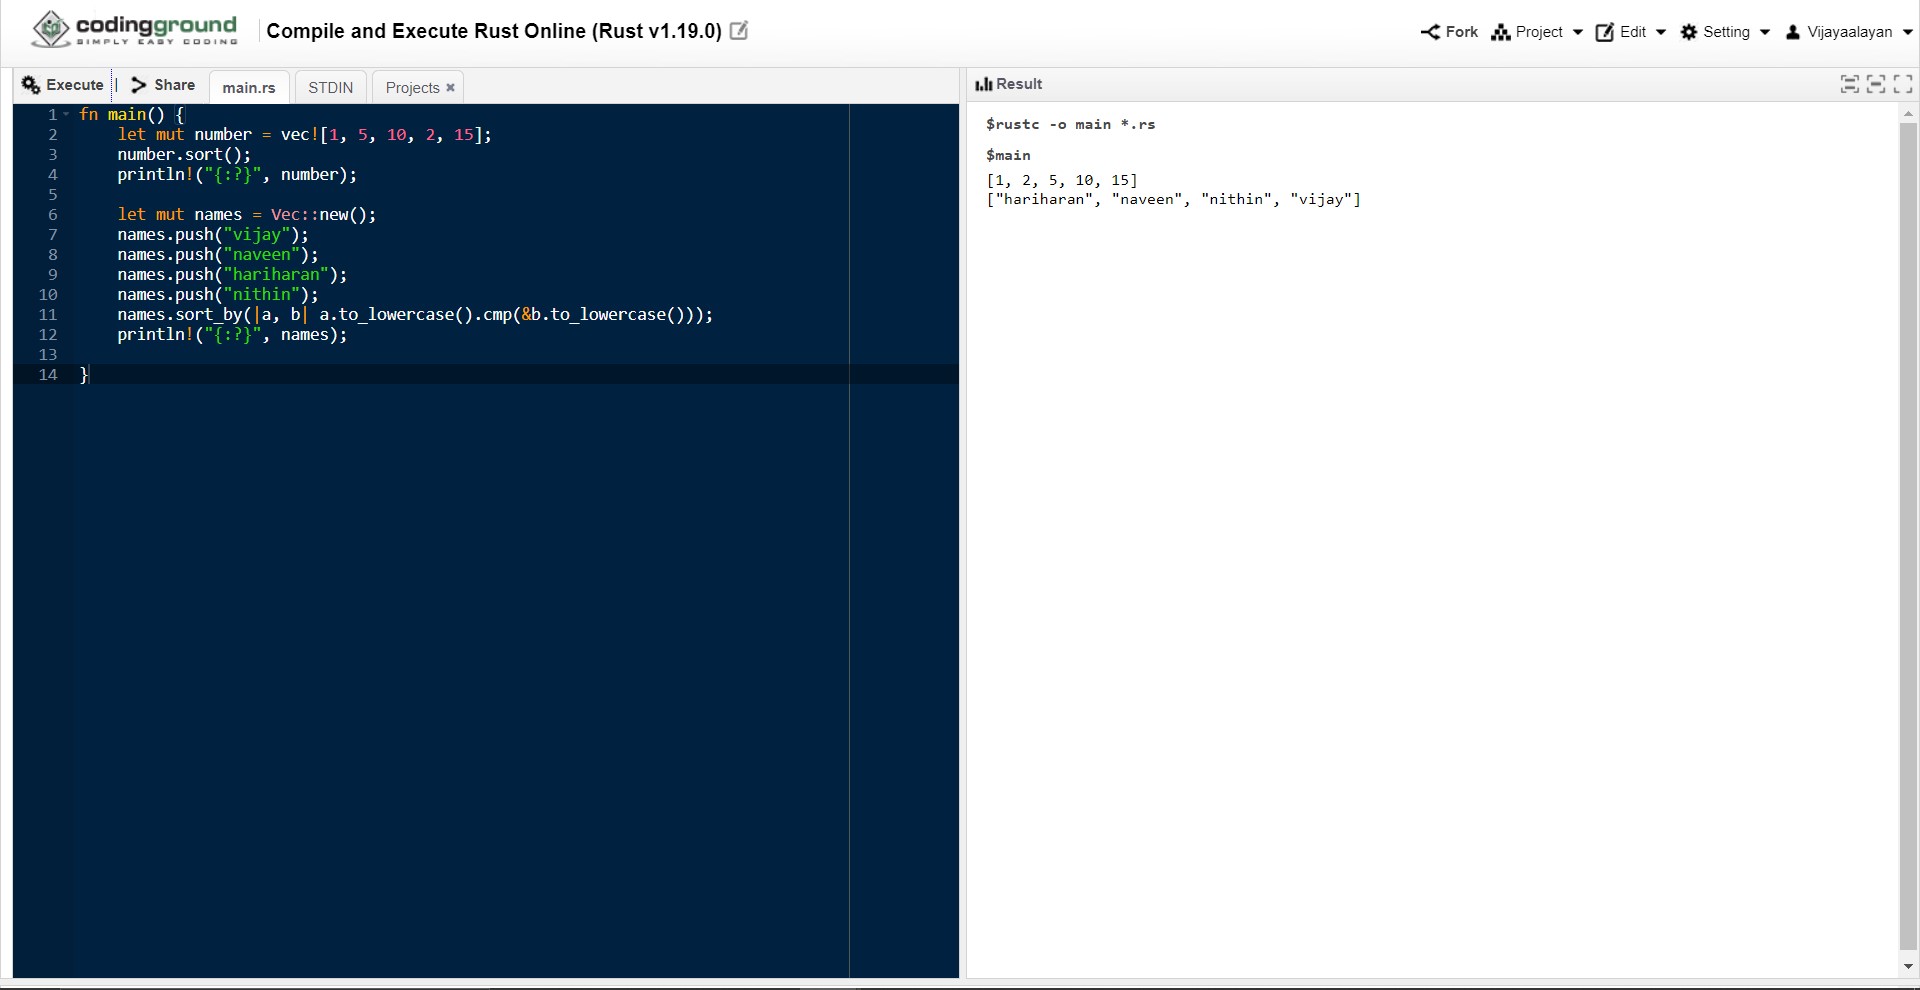 codingground
SIMPLY EASY CODING
Compile and Execute Rust Online (Rust v1.19.0)
Fork Project Edit Setting Vijayaalayan
Execute | Share main.rs STDIN Projects ×
1 fn main() {
2     let mut number = vec![1, 5, 10, 2, 15];
3     number.sort();
4     println!("{:?}", number);
5
6     let mut names = Vec::new();
7     names.push("vijay");
8     names.push("naveen");
9     names.push("hariharan");
10     names.push("nithin");
11     names.sort_by(|a, b| a.to_lowercase().cmp(&b.to_lowercase()));
12     println!("{:?}", names);
13
14 }
Result
$rustc -o main *.rs
$main
[1, 2, 5, 10, 15]
["hariharan", "naveen", "nithin", "vijay"]